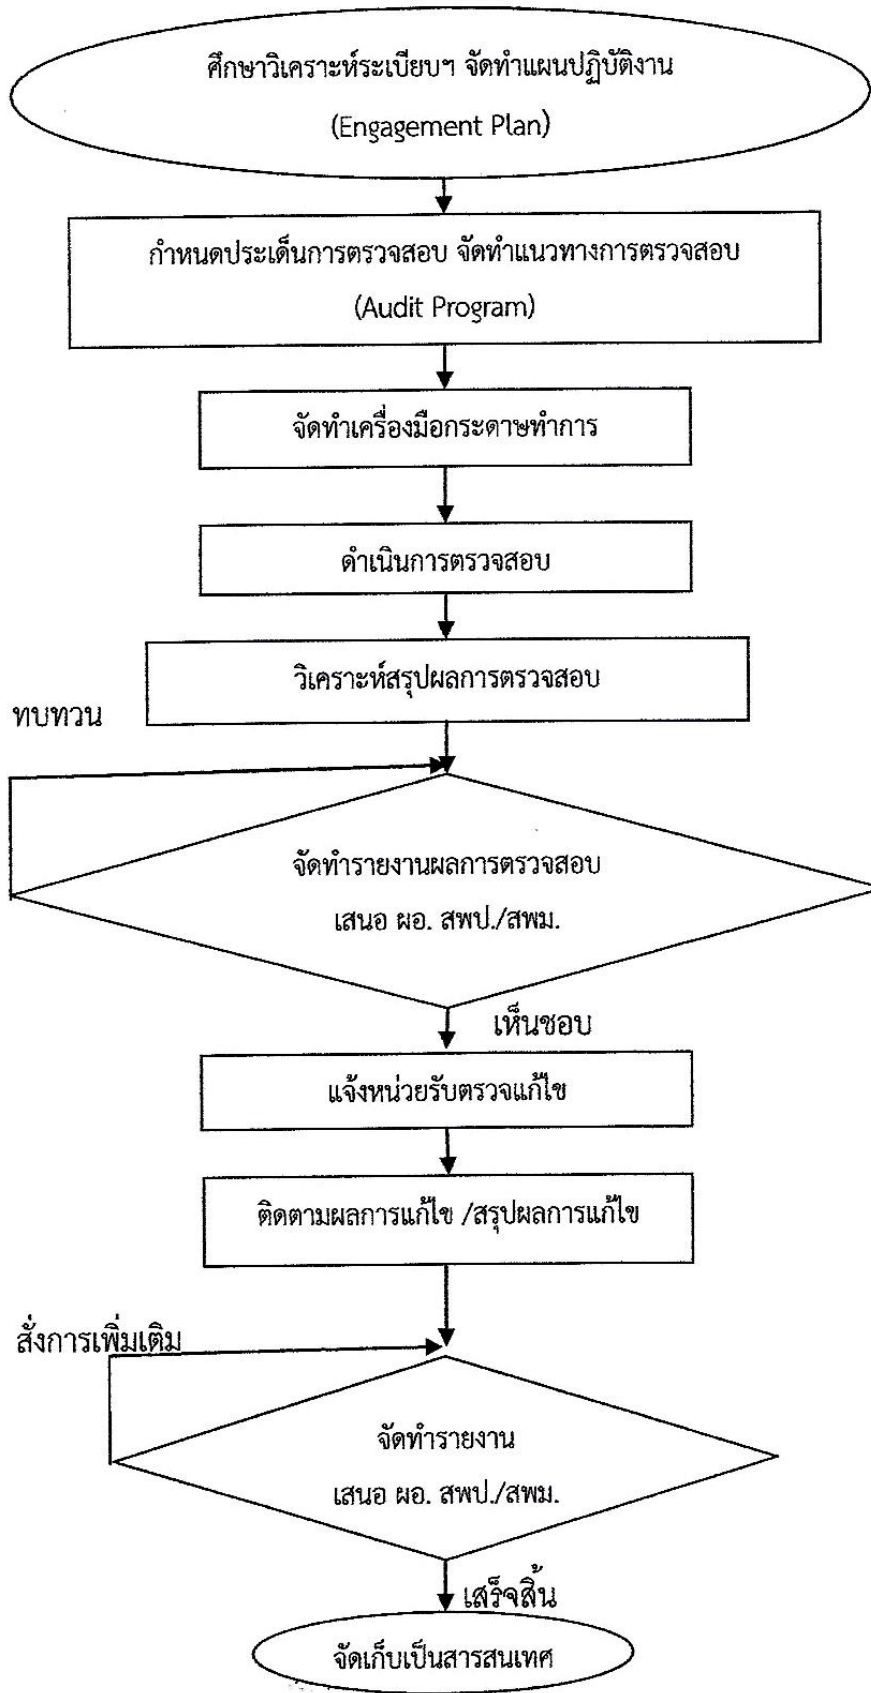 ศึกษาวิเคราะห์ระเบียบฯ จัดทำแผนปฏิบัติงาน
(Engagement Plan)
กำหนดประเด็นการตรวจสอบ จัดทำแนวทางการตรวจสอบ
(Audit Program)
จัดทำเครื่องมือกระดาษทำการ
ดำเนินการตรวจสอบ
วิเคราะห์สรุปผลการตรวจสอบ
ทบทวน
จัดทำรายงานผลการตรวจสอบ
เสนอ ผอ. สพป./สพม.
เห็นชอบ
แจ้งหน่วยรับตรวจแก้ไข
ติดตามผลการแก้ไข /สรุปผลการแก้ไข
สั่งการเพิ่มเติม
จัดทำรายงาน
เสนอ ผอ. สพป./สพม.
เสร็จสิ้น
จัดเก็บเป็นสารสนเทศ